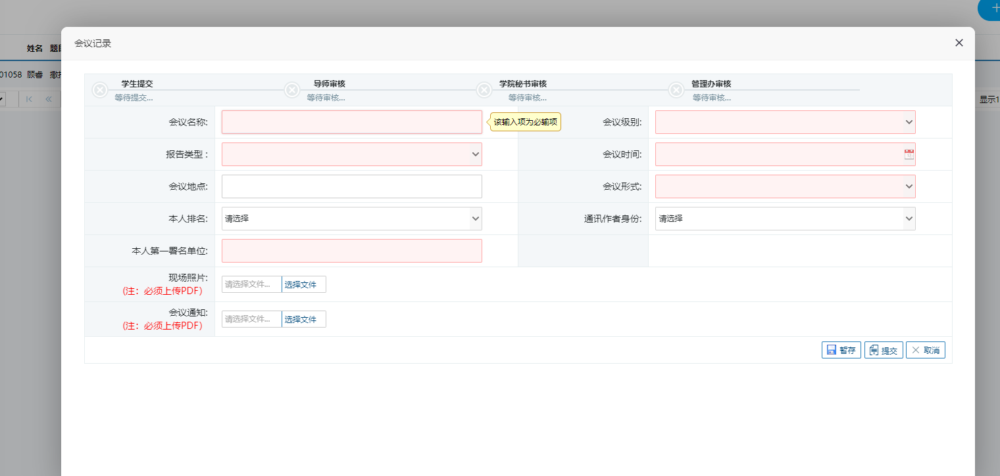 会议记录
姓名 题目
01058 顾睿 撒打
显示1
学生提交 导师审核 学院秘书审核 管理办审核
等待提交... 等待审核... 等待审核... 等待审核...
会议名称: 该输入项为必输项 会议级别:
报告类型 : 会议时间:
会议地点: 会议形式:
本人排名: 请选择 通讯作者身份: 请选择
本人第一署名单位:
现场照片:
(注：必须上传PDF) 请选择文件... 选择文件
会议通知:
(注：必须上传PDF) 请选择文件... 选择文件
暂存 提交 取消